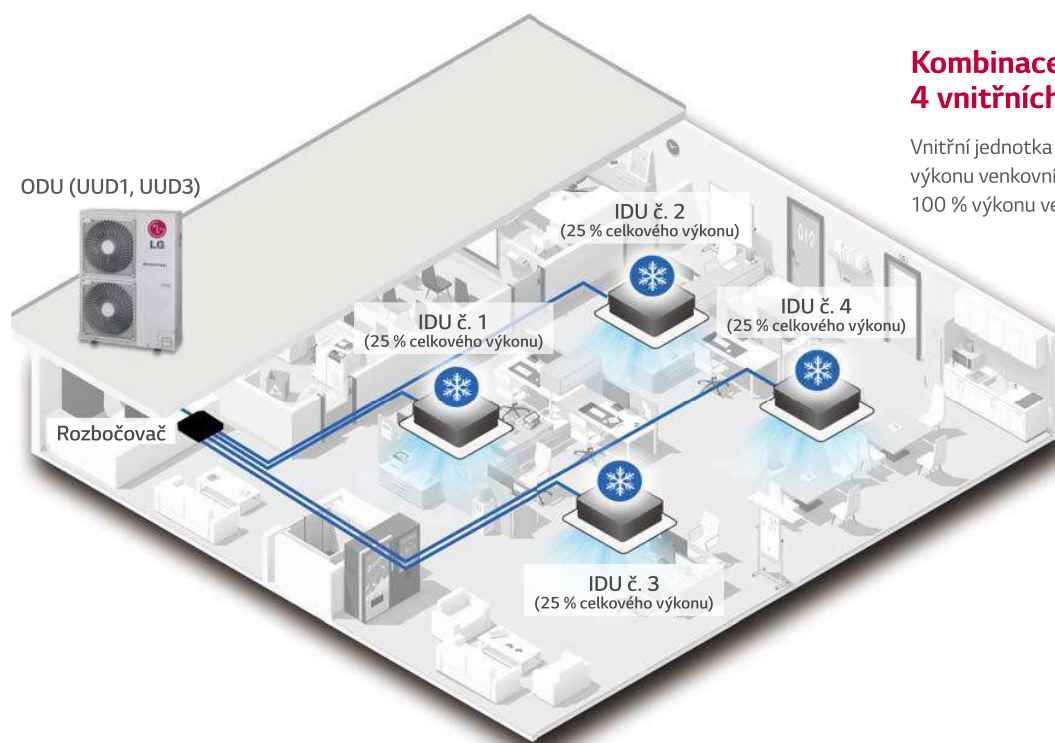 Kombinace
4 vnitřních
Vnitřní jednotka
výkonu venkovní
100 % výkonu ve
ODU (UUD1, UUD3)
LG
INVERTER
IDU č. 2
(25 % celkového výkonu)
IDU č. 4
(25 % celkového výkonu)
IDU č. 1
(25 % celkového výkonu)
Rozbočovač
IDU č. 3
(25 % celkového výkonu)